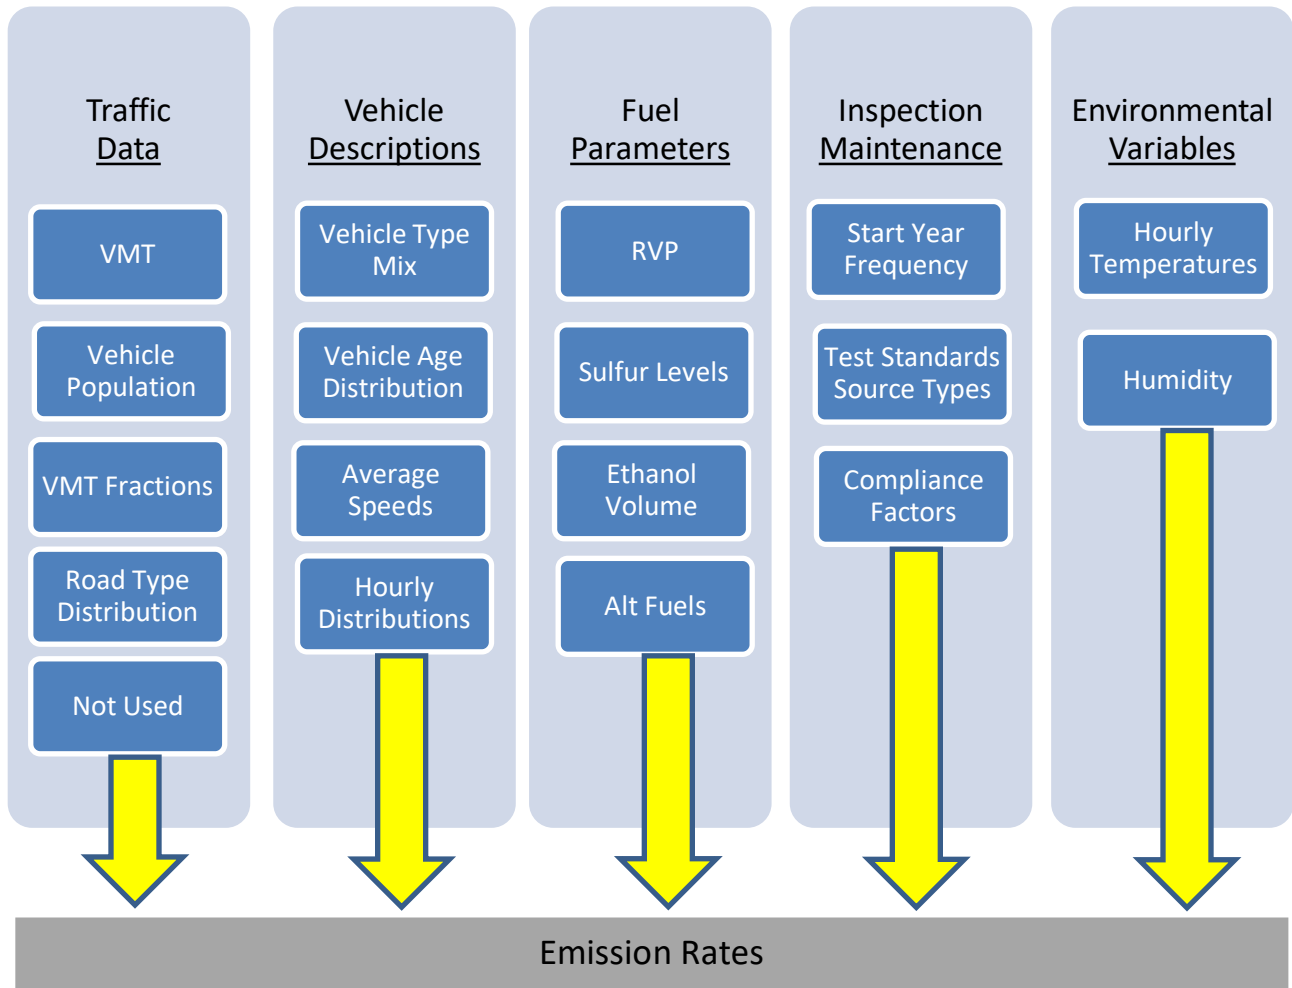 Traffic
Data
VMT
Vehicle
Population
VMT Fractions
Road Type
Distribution
Not Used
Vehicle
Descriptions
Vehicle Type
Mix
Vehicle Age
Distribution
Average
Speeds
Hourly
Distributions
Fuel
Parameters
RVP
Sulfur Levels
Ethanol
Volume
Alt Fuels
Inspection
Maintenance
Start Year
Frequency
Test Standards
Source Types
Compliance
Factors
Environmental
Variables
Hourly
Temperatures
Humidity
Emission Rates